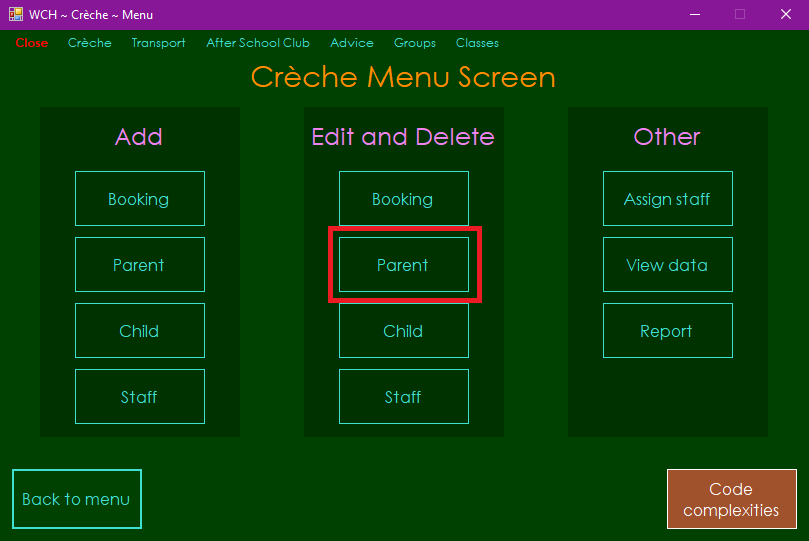 WCH ~ Crèche ~ Menu
Close Crèche Transport After School Club Advice Groups Classes
Crèche Menu Screen
Add
Booking
Parent
Child
Staff
Edit and Delete
Booking
Parent
Child
Staff
Other
Assign staff
View data
Report
Back to menu
Code
complexities